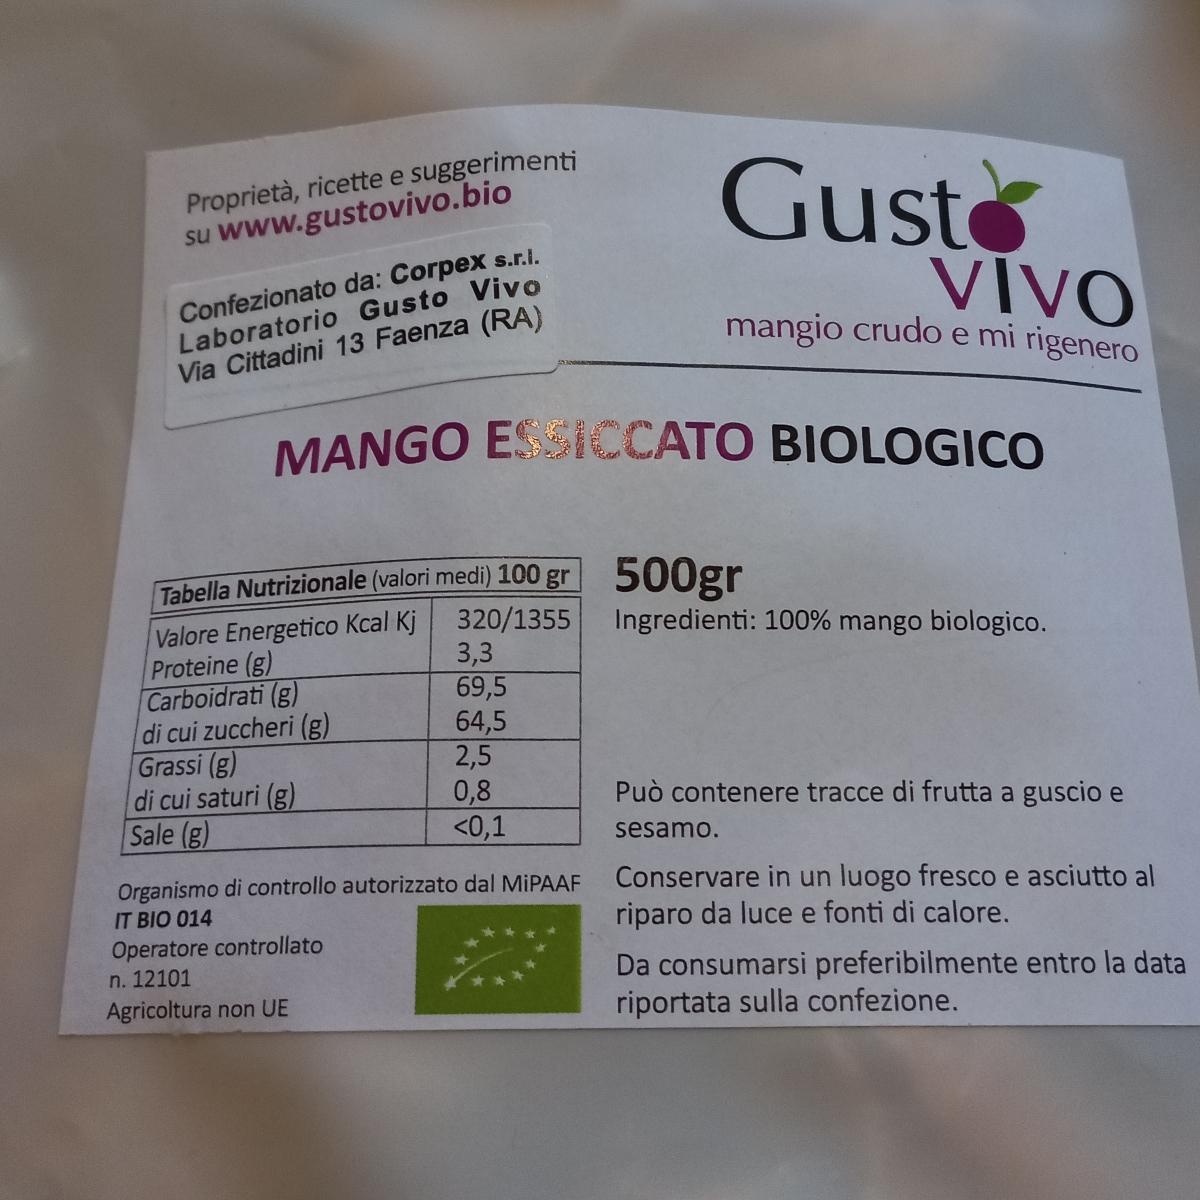 Proprietà, ricette e suggerimenti
su www.gustovivo.bio
Confezionato da: Corpex s.r.l.
Laboratorio Gusto Vivo
Via Cittadini 13 Faenza (RA)
Gusto
vivo
mangio crudo e mi rigenero
MANGO ESSICCATO BIOLOGICO
Tabella Nutrizionale (valori medi) 100 gr
Valore Energetico Kcal Kj 320/1355
Proteine (g) 3,3
Carboidrati (g) 69,5
di cui zuccheri (g) 64,5
Grassi (g) 2,5
di cui saturi (g) 0,8
Sale (g) <0,1
Organismo di controllo autorizzato dal MiPAAF
IT BIO 014
Operatore controllato
n. 12101
Agricoltura non UE
500gr
Ingredienti: 100% mango biologico.
Può contenere tracce di frutta a guscio e
sesamo.
Conservare in un luogo fresco e asciutto al
riparo da luce e fonti di calore.
Da consumarsi preferibilmente entro la data
riportata sulla confezione.